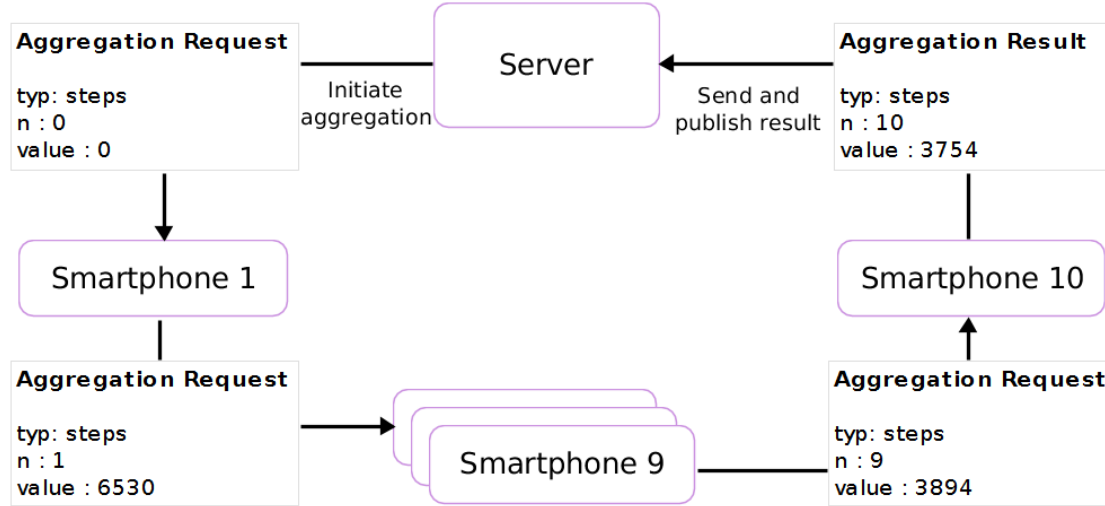 Aggregation Request
typ: steps
n : 0
value : 0
Initiate
aggregation
Server
Send and
publish result
Aggregation Result
typ: steps
n : 10
value : 3754
Smartphone 1
Smartphone 10
Aggregation Request
typ: steps
n : 1
value : 6530
Smartphone 9
Aggregation Request
typ: steps
n : 9
value : 3894